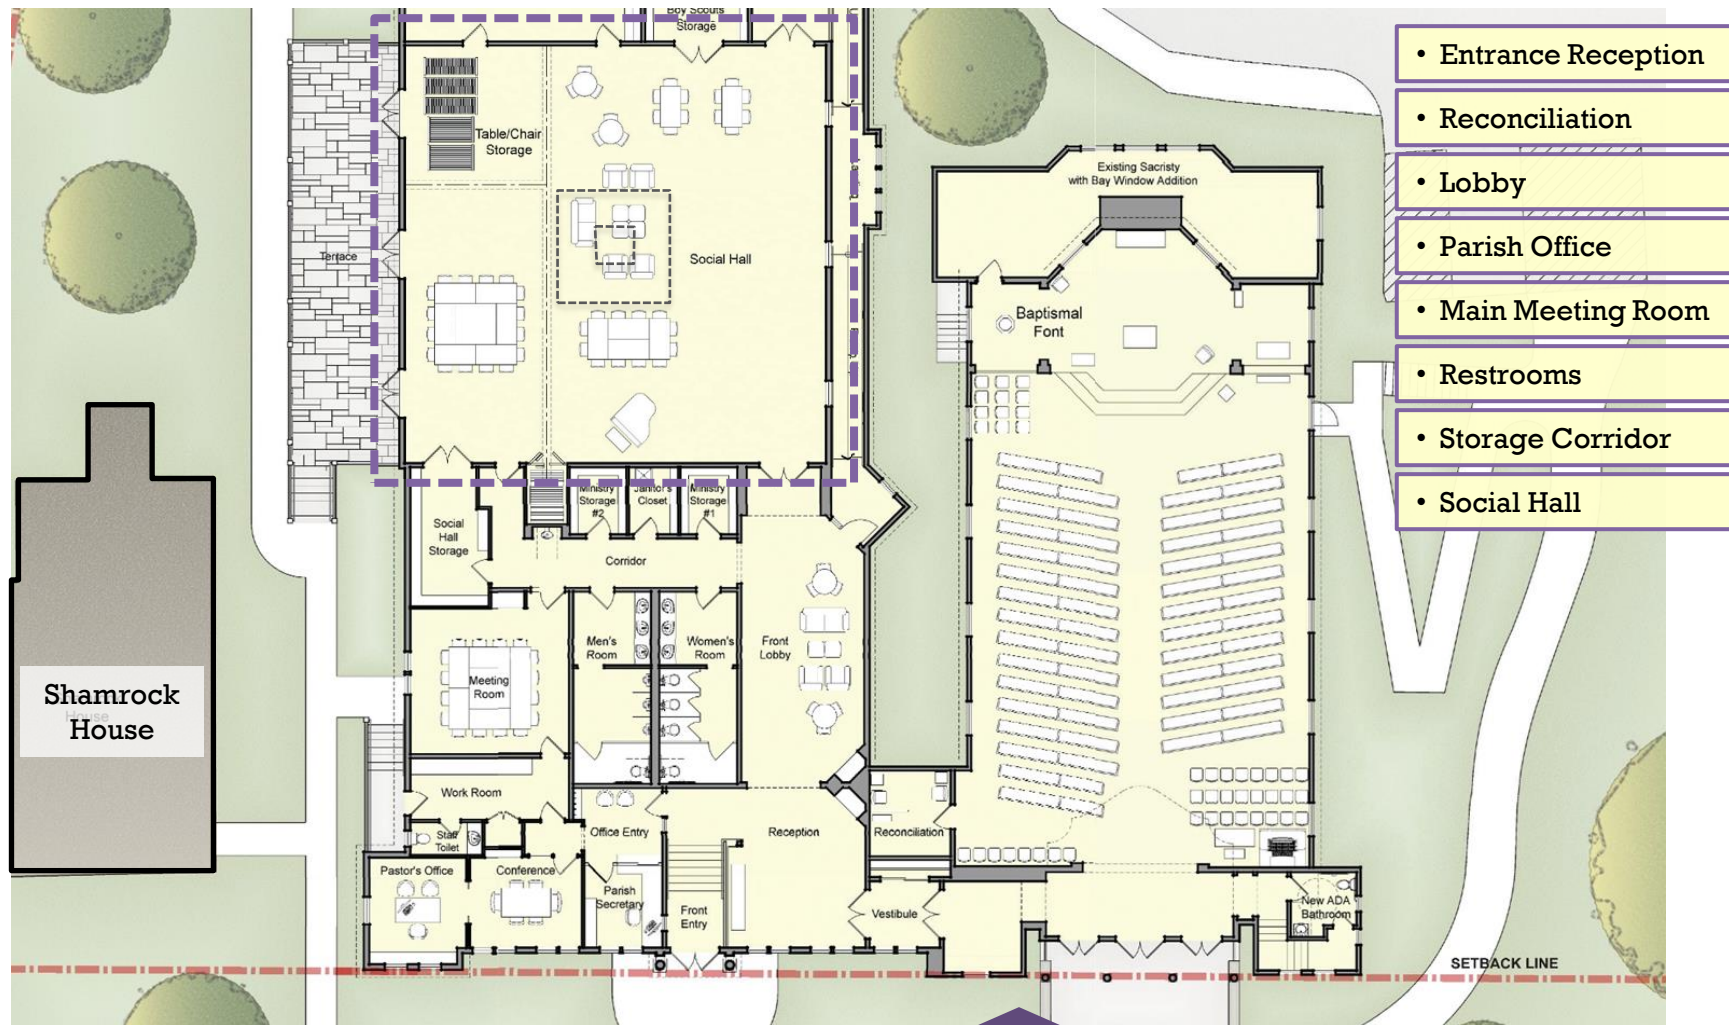 Boy Scouts
Storage
• Entrance Reception
• Reconciliation
• Lobby
• Parish Office
• Main Meeting Room
• Restrooms
• Storage Corridor
• Social Hall
Table/Chair
Storage
Terrace
Social Hall
Existing Sacristy
with Bay Window Addition
Baptismal
Font
Ministry
Storage
#2
Janitor's
Closet
Ministry
Storage
#1
Social
Hall
Storage
Corridor
Men's
Room
Women's
Room
Front
Lobby
Meeting
Room
Shamrock
House
House
Work Room
Staff
Toilet
Office Entry
Reception
Reconciliation
Pastor's Office
Conference
Parish
Secretary
Front
Entry
Vestibule
New ADA
Bathroom
SETBACK LINE